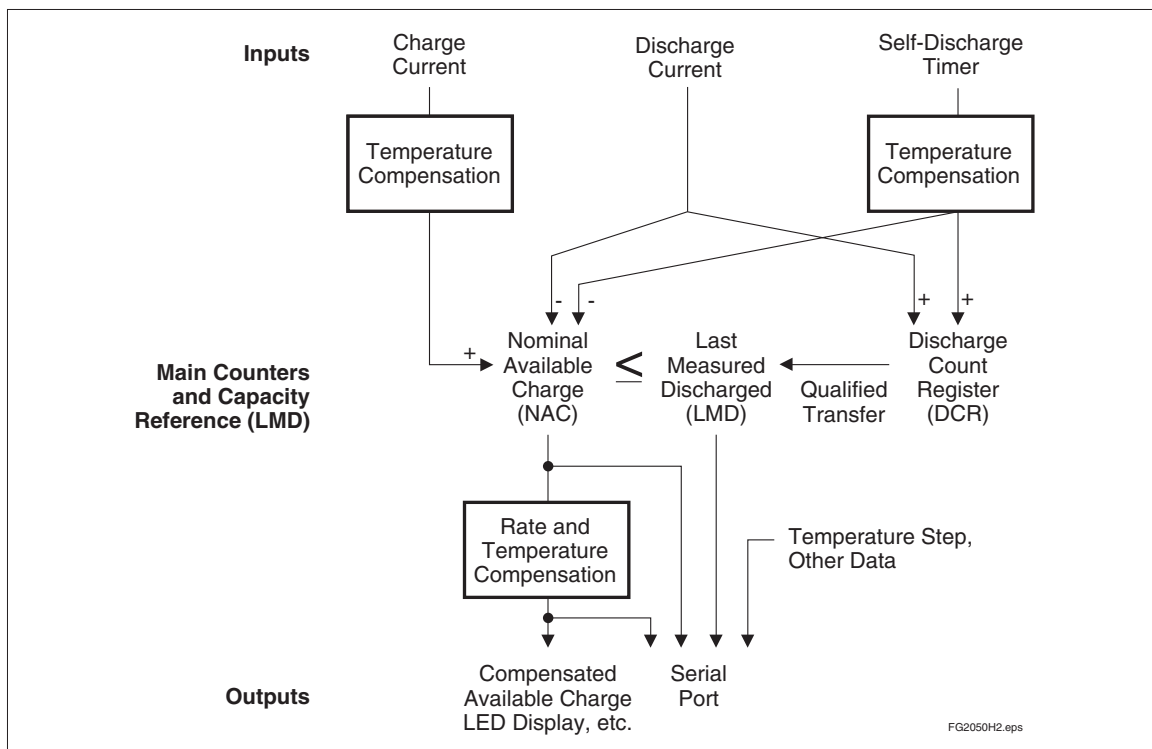 Inputs
Charge
Current
Discharge
Current
Self-Discharge
Timer
Temperature
Compensation
Temperature
Compensation
- -
+ +
+
Main Counters
and Capacity
Reference (LMD)
Nominal
Available
Charge
(NAC)
≤
Last
Measured
Discharged
(LMD)
Qualified
Transfer
Discharge
Count
Register
(DCR)
Rate and
Temperature
Compensation
Temperature Step,
Other Data
Outputs
Compensated
Available Charge
LED Display, etc.
Serial
Port
FG2050H2.eps